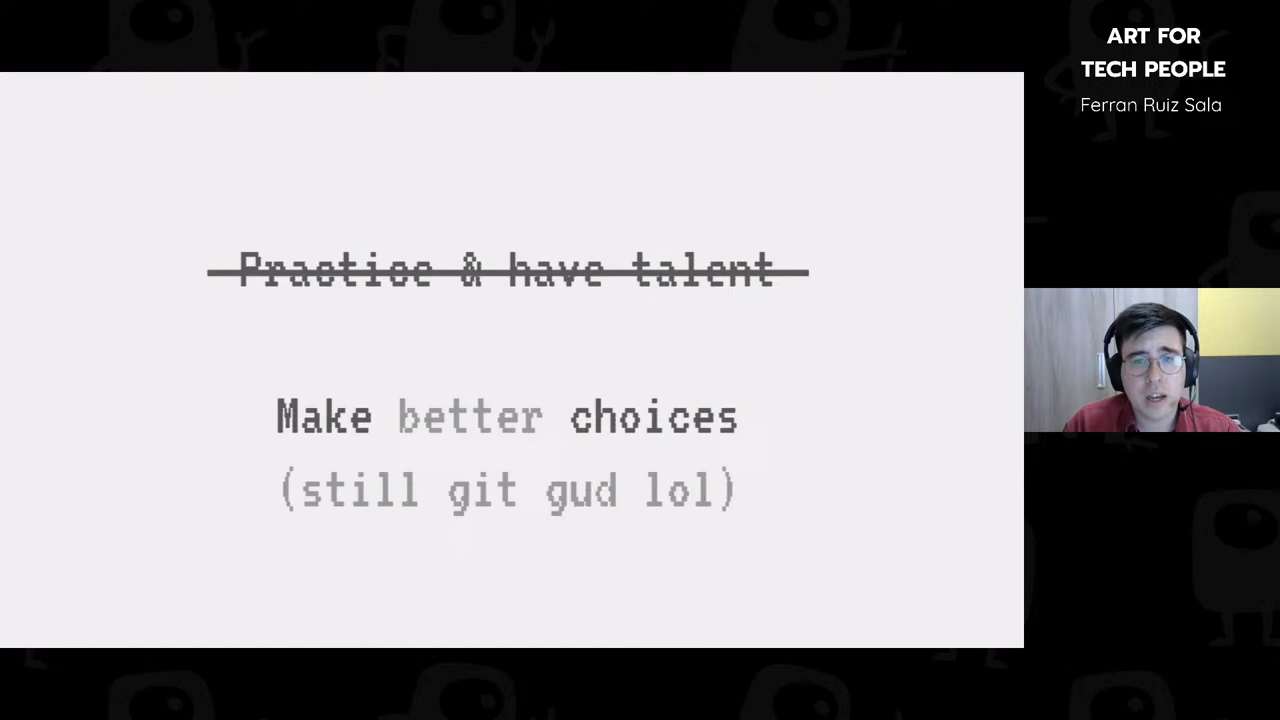 ART FOR
TECH PEOPLE
Ferran Ruiz Sala
Practice & have talent
Make better choices
(still git gud lol)